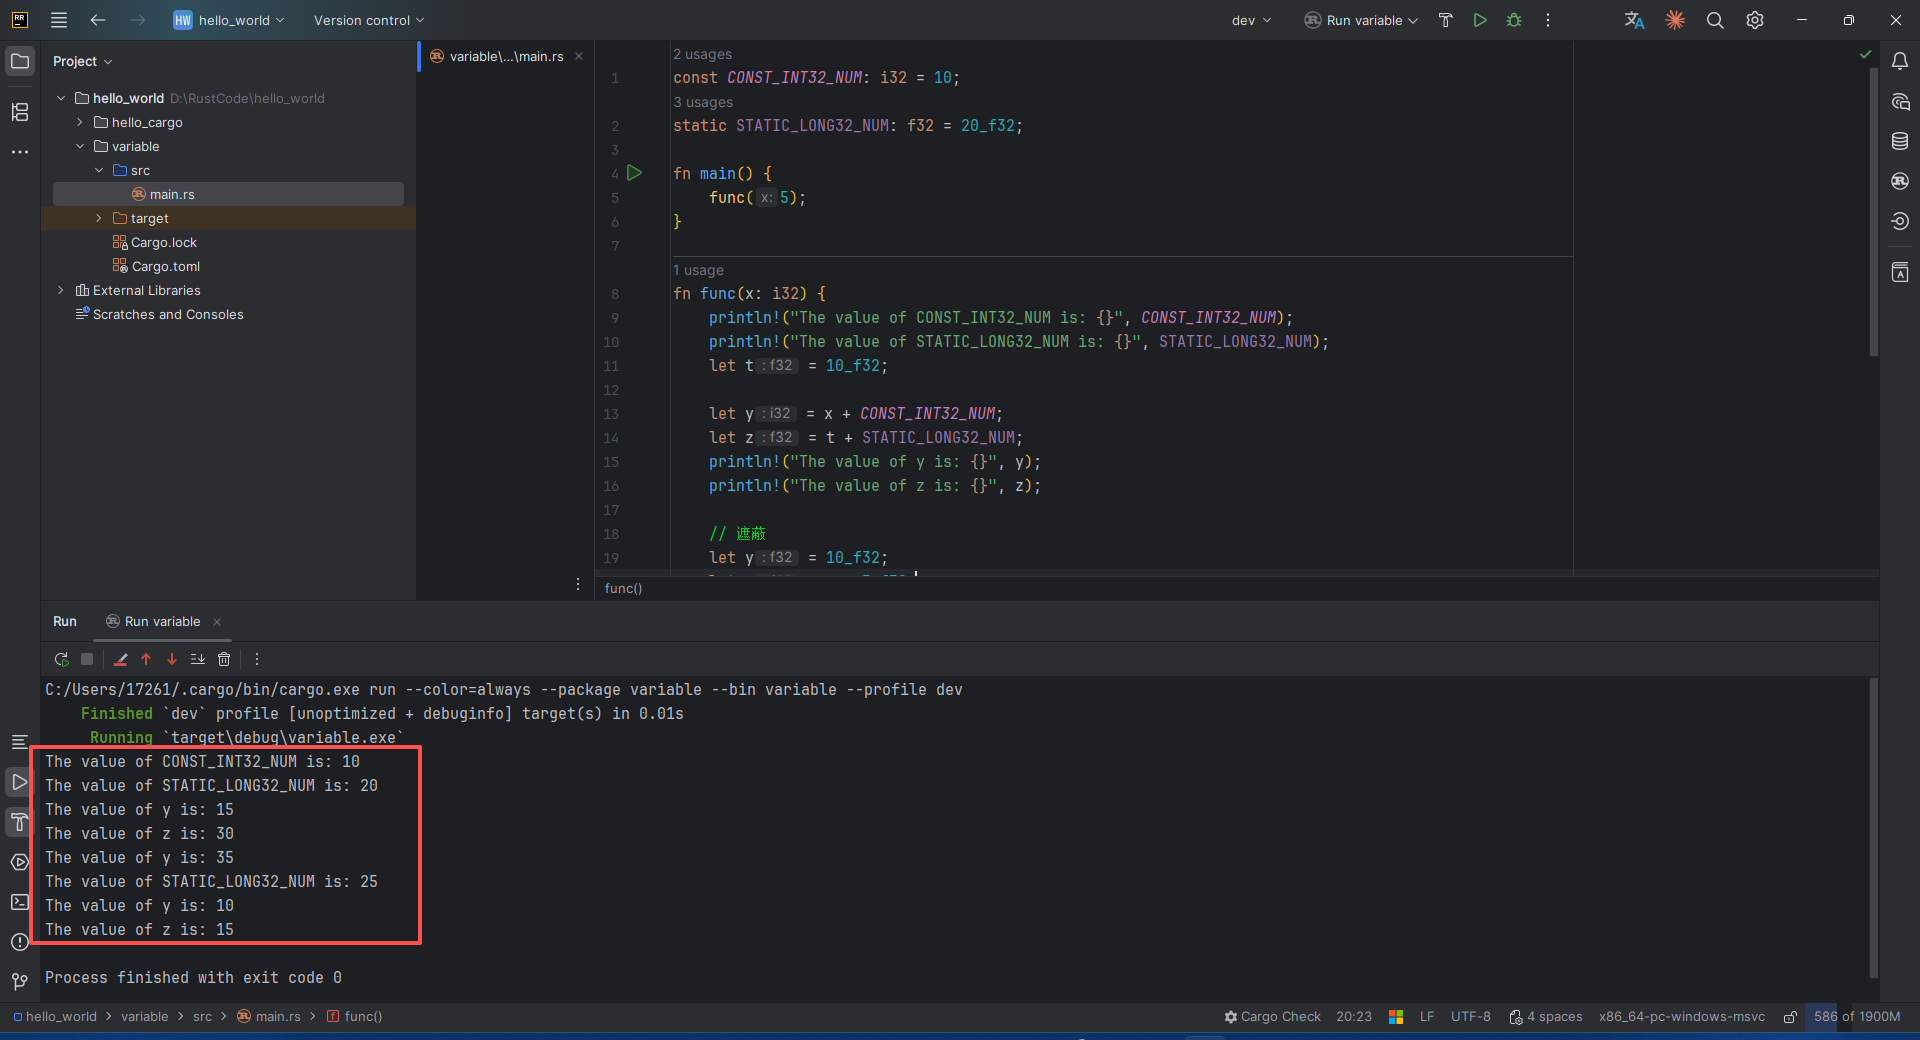 RR
HW hello_world
Version control
dev
Run variable
Project
hello_world D:\RustCode\hello_world
hello_cargo
variable
src
main.rs
target
Cargo.lock
Cargo.toml
External Libraries
Scratches and Consoles
variable\...\main.rs
2 usages
1 const CONST_INT32_NUM: i32 = 10;
3 usages
2 static STATIC_LONG32_NUM: f32 = 20_f32;
3
4 fn main() {
5 func( x: 5);
6 }
7
1 usage
8 fn func(x: i32) {
9 println!("The value of CONST_INT32_NUM is: {}", CONST_INT32_NUM);
10 println!("The value of STATIC_LONG32_NUM is: {}", STATIC_LONG32_NUM);
11 let t : f32 = 10_f32;
12
13 let y : i32 = x + CONST_INT32_NUM;
14 let z : f32 = t + STATIC_LONG32_NUM;
15 println!("The value of y is: {}", y);
16 println!("The value of z is: {}", z);
17
18 // 遮蔽
19 let y : f32 = 10_f32;
func()
Run
Run variable
C:/Users/17261/.cargo/bin/cargo.exe run --color=always --package variable --bin variable --profile dev
Finished `dev` profile [unoptimized + debuginfo] target(s) in 0.01s
Running `target\debug\variable.exe`
The value of CONST_INT32_NUM is: 10
The value of STATIC_LONG32_NUM is: 20
The value of y is: 15
The value of z is: 30
The value of y is: 35
The value of STATIC_LONG32_NUM is: 25
The value of y is: 10
The value of z is: 15
Process finished with exit code 0
hello_world > variable > src > main.rs > func()
Cargo Check 20:23 LF UTF-8 4 spaces x86_64-pc-windows-msvc 586 of 1900M